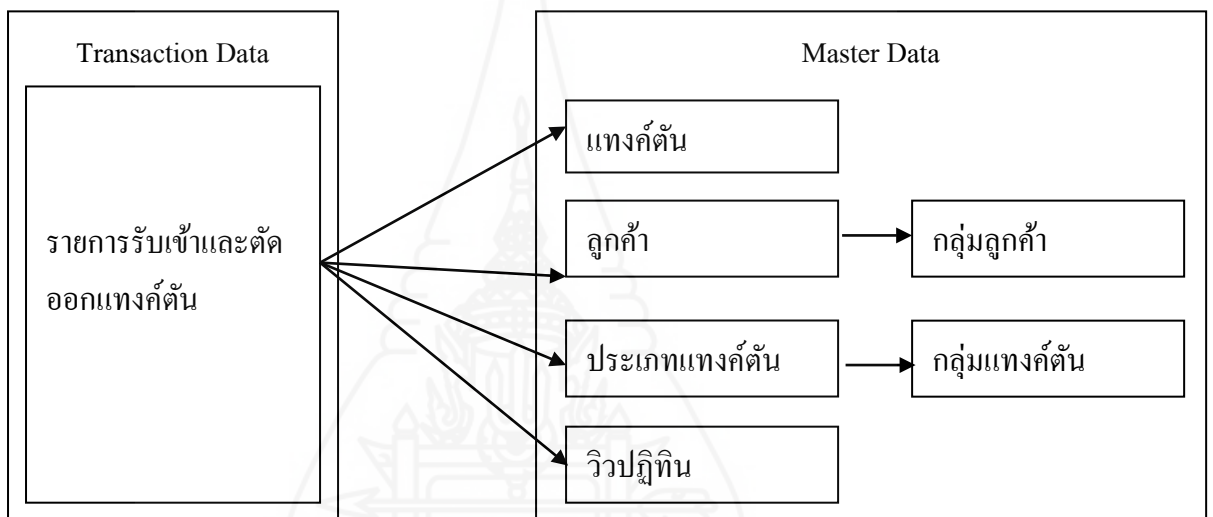 Transaction Data
รายการรับเข้าและตัด
ออกแทงค์ตัน
Master Data
แทงค์ตัน
ลูกค้า
กลุ่มลูกค้า
ประเภทแทงค์ตัน
กลุ่มแทงค์ตัน
วิวปฏิทิน